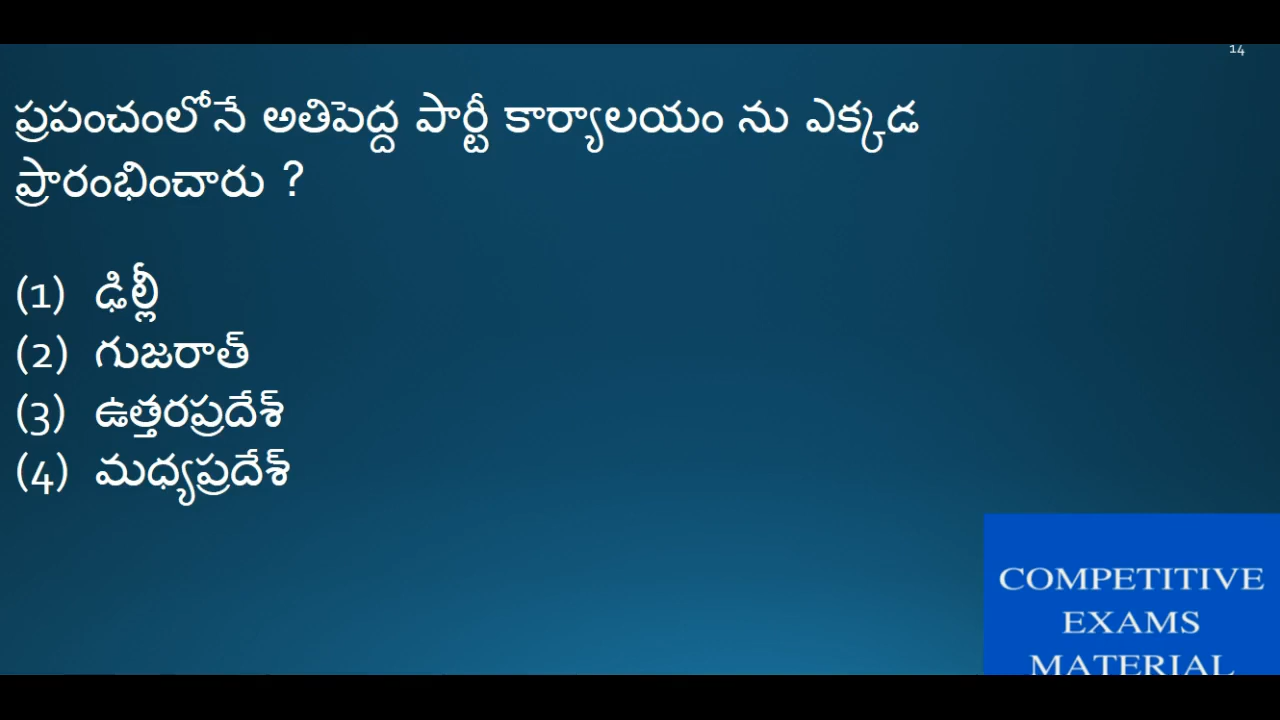 14
ప్రపంచంలోనే అతిపెద్ద పార్టీ కార్యాలయం ను ఎక్కడ
ప్రారంభించారు ?
(1) ఢిల్లీ
(2) గుజరాత్
(3) ఉత్తరప్రదేశ్
(4) మధ్యప్రదేశ్
COMPETITIVE
EXAMS
MATERIAL